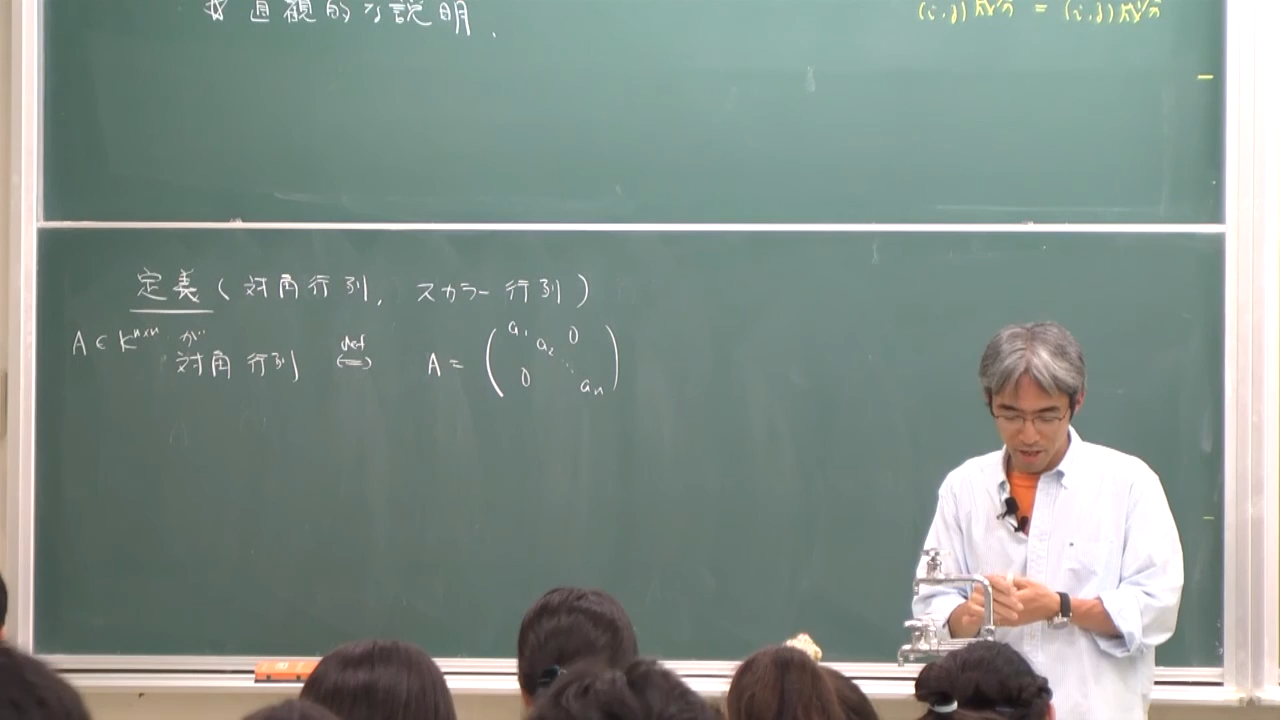 直観的な説明.
(i,j) 成分 = (i,j) 成分
定義 (対角行列, スカラー行列)
A ∈ K^{n×n} が
対角行列 ⟺(def) A = ( a₁ 0
a₂ ⋱
0 aₙ )